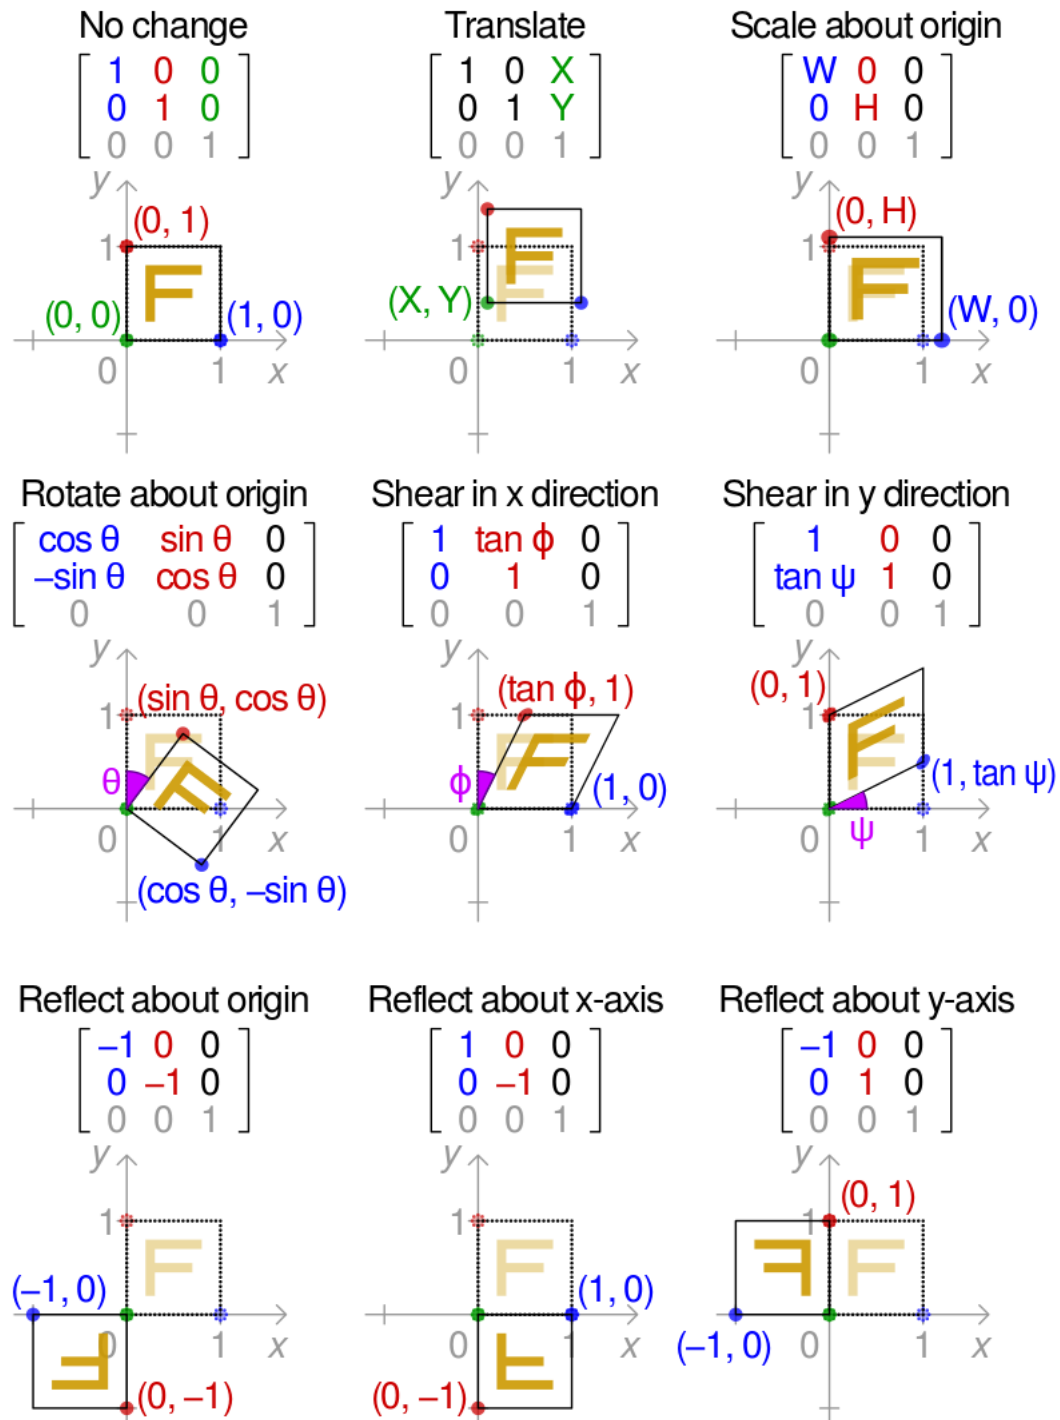 No change
1 0 0
0 1 0
0 0 1
y
(0, 1)
1
F
(0, 0)
(1, 0)
0
1
x
Translate
1 0 X
0 1 Y
0 0 1
y
1
F
F
(X, Y)
0
1
x
Scale about origin
W 0 0
0 H 0
0 0 1
y
(0, H)
1
F
F
(W, 0)
0
1
x
Rotate about origin
cos θ sin θ 0
–sin θ cos θ 0
0 0 1
y
(sin θ, cos θ)
1
F
F
θ
0
1
x
(cos θ, –sin θ)
Shear in x direction
1 tan ϕ 0
0 1 0
0 0 1
y
(tan ϕ, 1)
1
F
F
ϕ
(1, 0)
0
1
x
Shear in y direction
1 0 0
tan ψ 1 0
0 0 1
y
(0, 1)
1
F
F
(1, tan ψ)
ψ
0
1
x
Reflect about origin
–1 0 0
0 –1 0
0 0 1
y
1
F
(–1, 0)
0
1
x
F
(0, –1)
Reflect about x-axis
1 0 0
0 –1 0
0 0 1
y
1
F
(1, 0)
0
1
x
F
(0, –1)
Reflect about y-axis
–1 0 0
0 1 0
0 0 1
y
(0, 1)
1
F
F
(–1, 0)
0
1
x